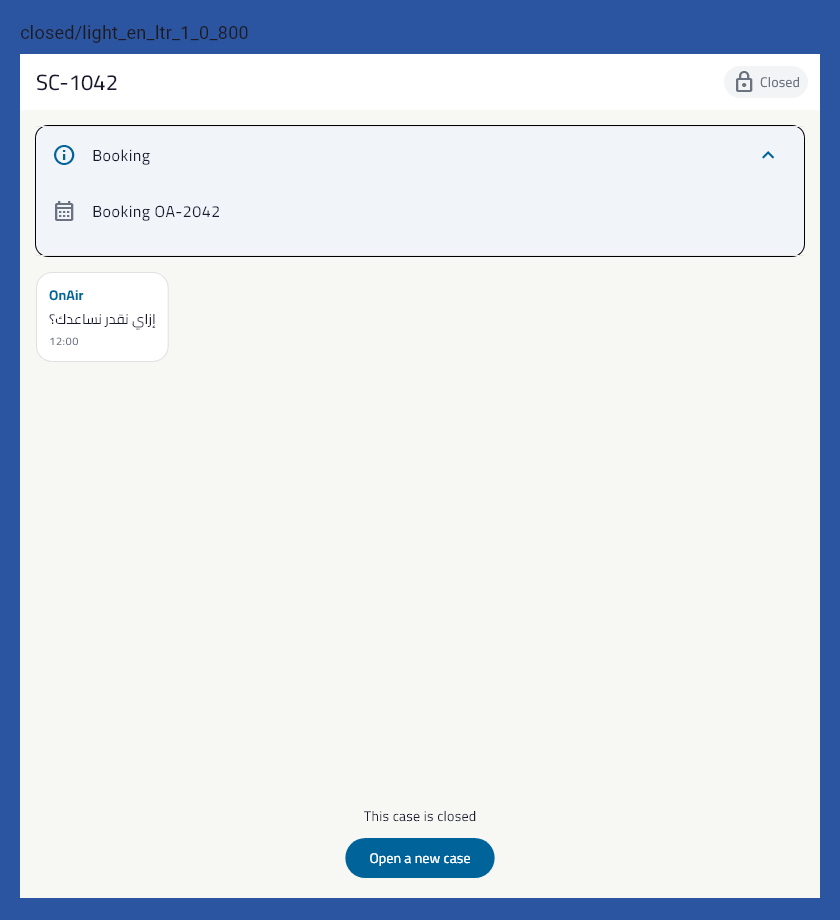 closed/light_en_ltr_1_0_800
SC-1042
Closed
Booking
Booking OA-2042
OnAir
إزاي نقدر نساعدك؟
12:00
This case is closed
Open a new case